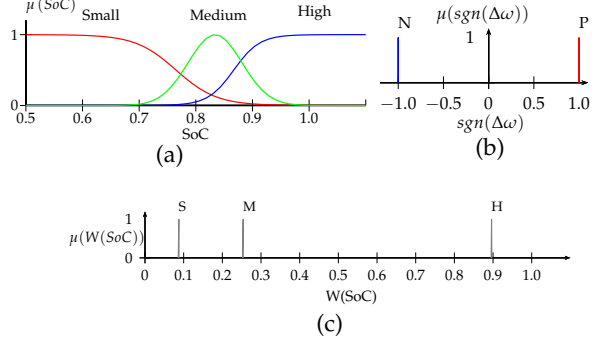 μ(SoC)
Small Medium High
1
0
0.5 0.6 0.7 0.8 0.9 1.0
SoC
(a)
μ(sgn(Δω))
N 1 P
−1.0 −0.5 0 0.5 1.0
sgn(Δω)
(b)
S M H
1
μ(W(SoC))
0
0 0.1 0.2 0.3 0.4 0.5 0.6 0.7 0.8 0.9 1.0
W(SoC)
(c)